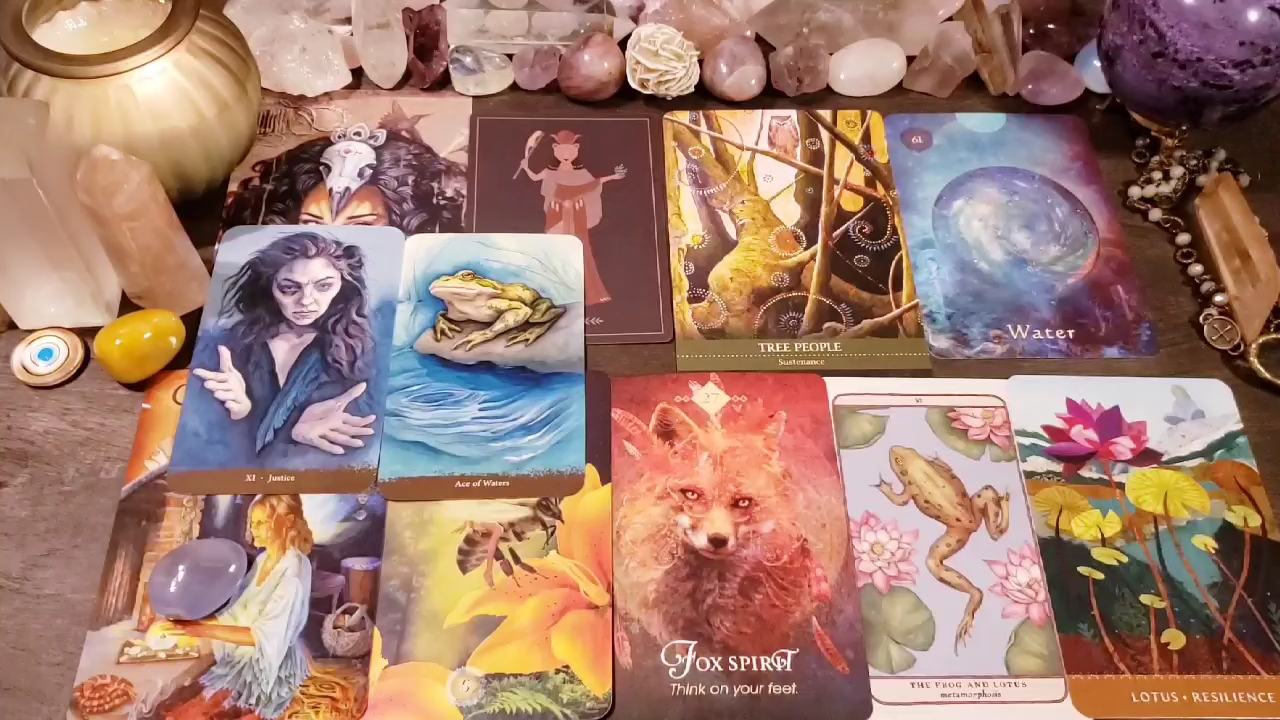 TREE PEOPLE
Sustenance
61
Water
XI · Justice
Ace of Waters
27
FOX SPIRIT
Think on your feet.
THE FROG AND LOTUS
metamorphosis
LOTUS • RESILIENCE